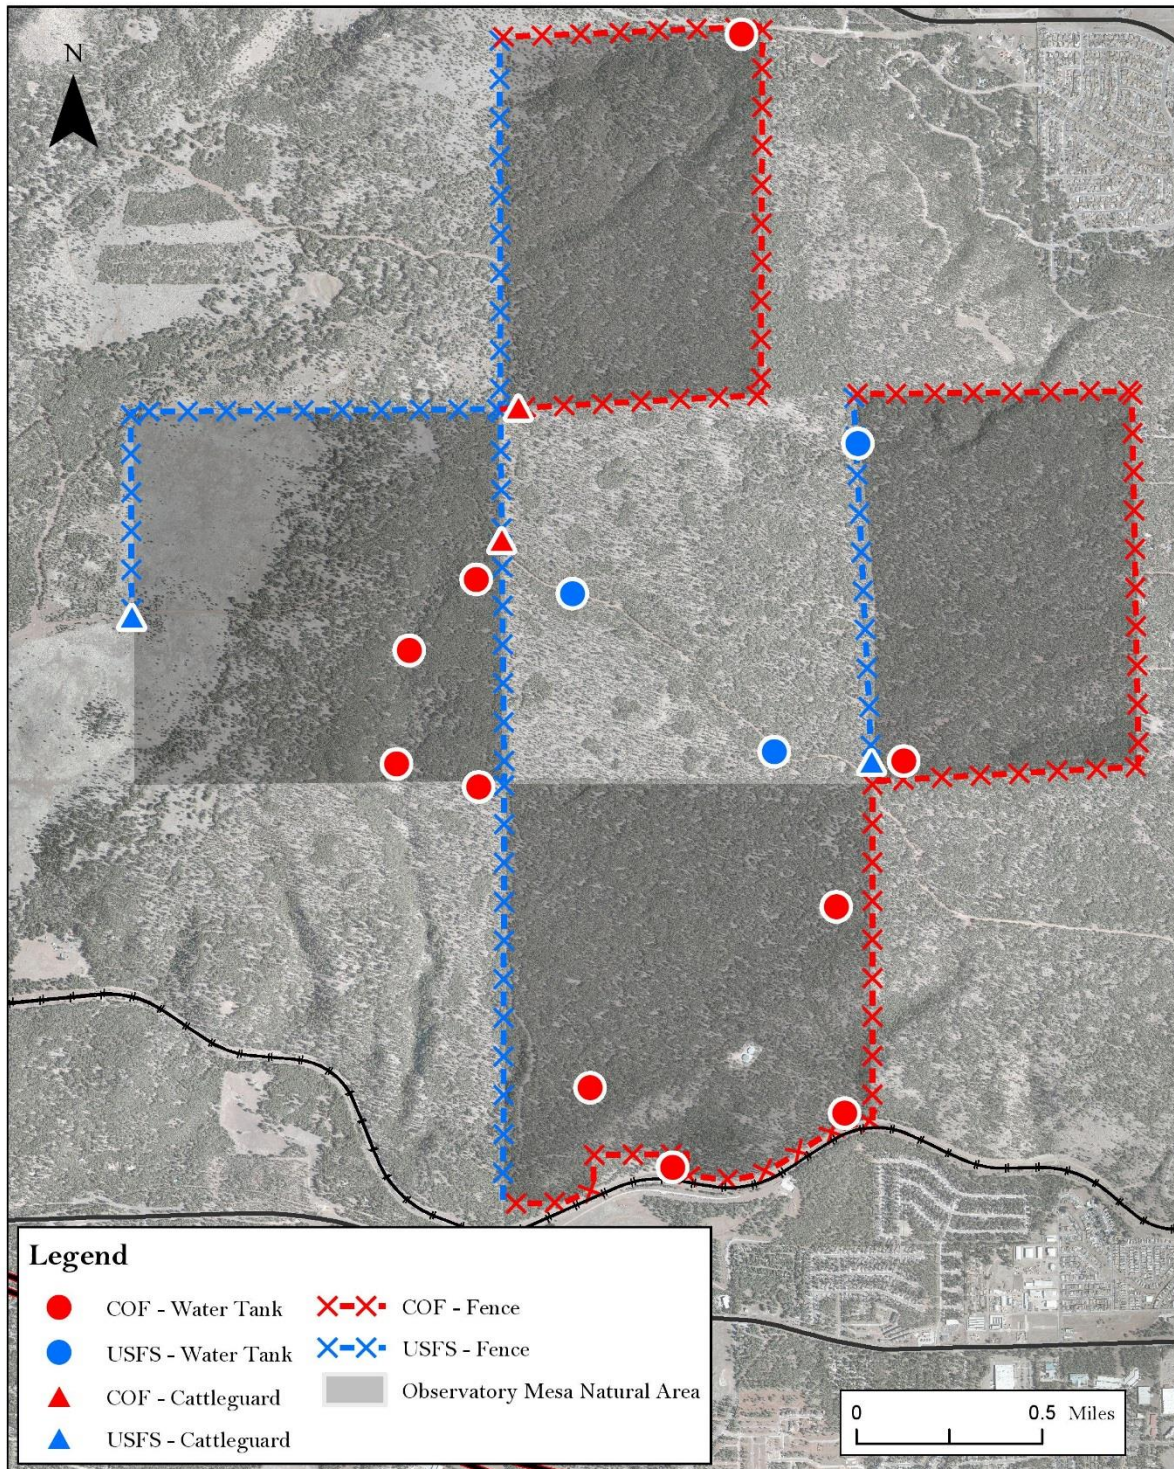 N
Legend
COF - Water Tank
COF - Fence
USFS - Water Tank
USFS - Fence
COF - Cattleguard
Observatory Mesa Natural Area
USFS - Cattleguard
0 0.5 Miles